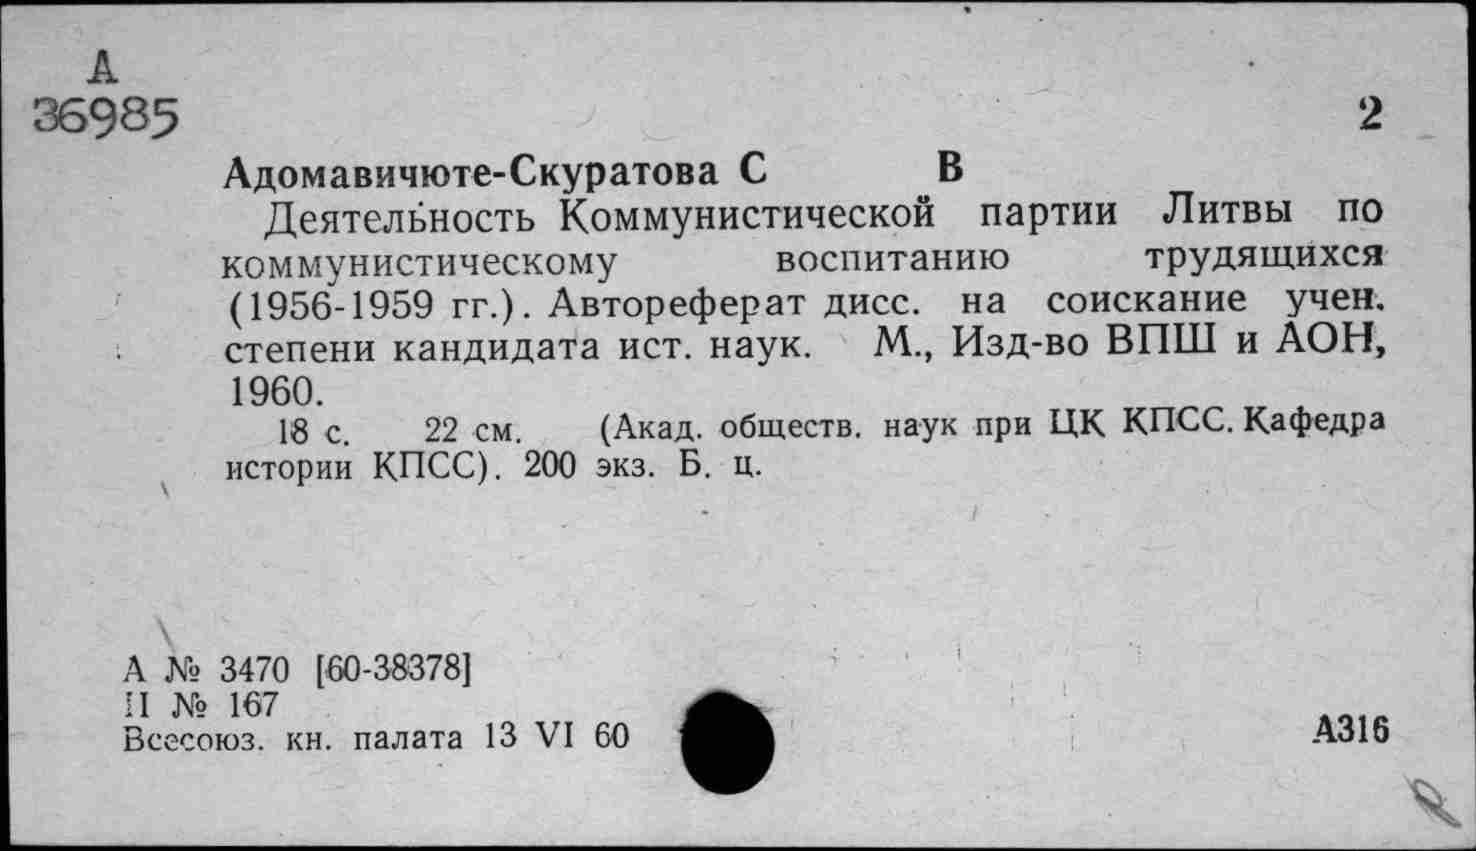 А
36985
2
Адомавичюте-Скуратова С В
Деятельность Коммунистической партии Литвы по
коммунистическому воспитанию трудящихся
(1956-1959 гг.). Автореферат дисс. на соискание учен.
степени кандидата ист. наук. М., Изд-во ВПШ и АОН,
1960.
18 с. 22 см. (Акад. обществ. наук при ЦК КПСС. Кафедра
истории КПСС). 200 экз. Б. ц.
А № 3470 [60-38378]
II № 167
Всесоюз. кн. палата 13 VI 60
А316